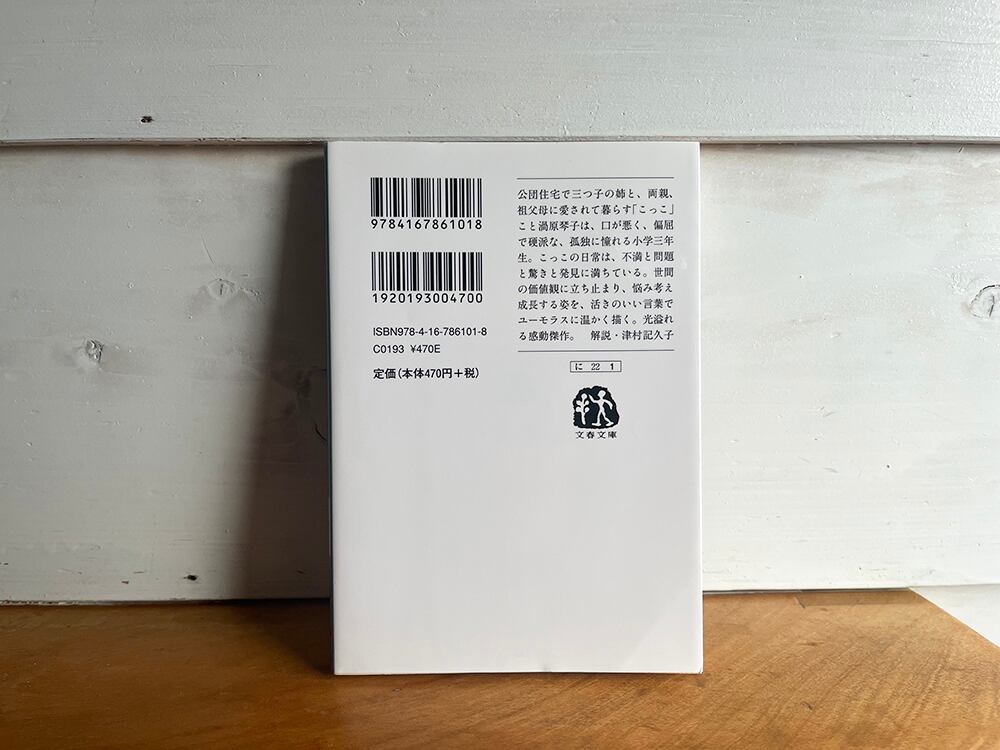 9784167861018
1920193004700
ISBN978-4-16-786101-8
C0193 ¥470E
定価(本体470円+税)
公団住宅で三つ子の姉と、両親、
祖父母に愛されて暮らす「こっこ」
こと渦原琴子は、口が悪く、偏屈
で硬派な、孤独に憧れる小学三年
生。こっこの日常は、不満と問題
と驚きと発見に満ちている。世間
の価値観に立ち止まり、悩み考え
成長する姿を、活きのいい言葉で
ユーモラスに温かく描く。光溢れ
る感動傑作。 解説・津村記久子
に 22 1
文春文庫